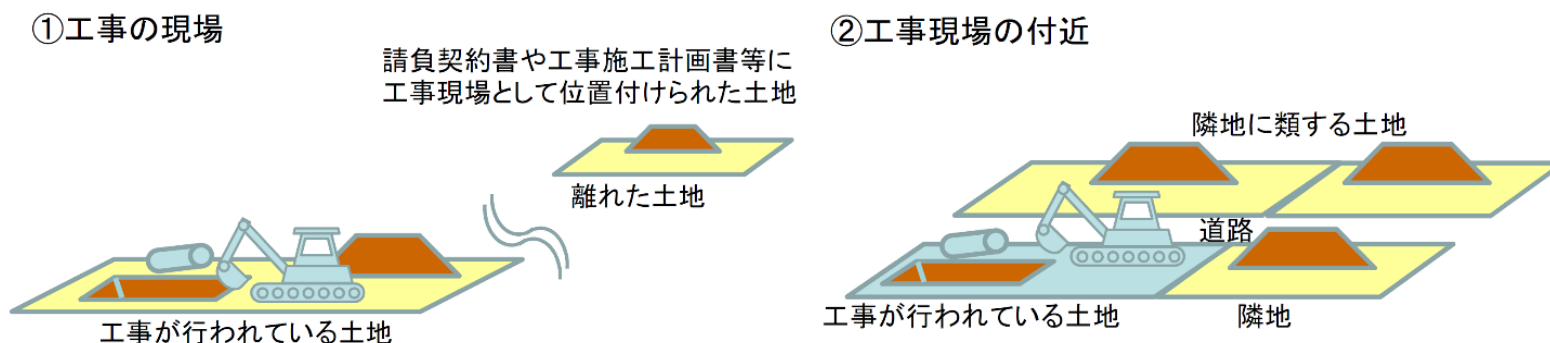 ①工事の現場
請負契約書や工事施工計画書等に
工事現場として位置付けられた土地
離れた土地
工事が行われている土地
②工事現場の付近
隣地に類する土地
道路
工事が行われている土地
隣地